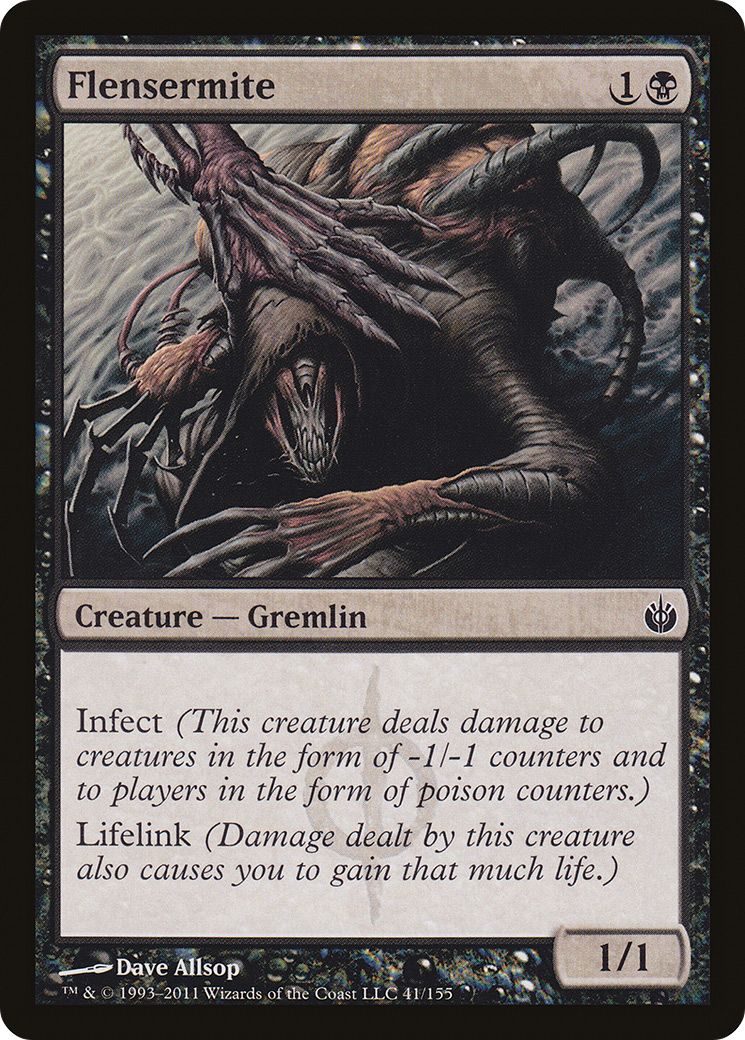 Flensermite 1
Creature — Gremlin
Infect (This creature deals damage to
creatures in the form of -1/-1 counters and
to players in the form of poison counters.)
Lifelink (Damage dealt by this creature
also causes you to gain that much life.)
1/1
Dave Allsop
™ & © 1993–2011 Wizards of the Coast LLC 41/155